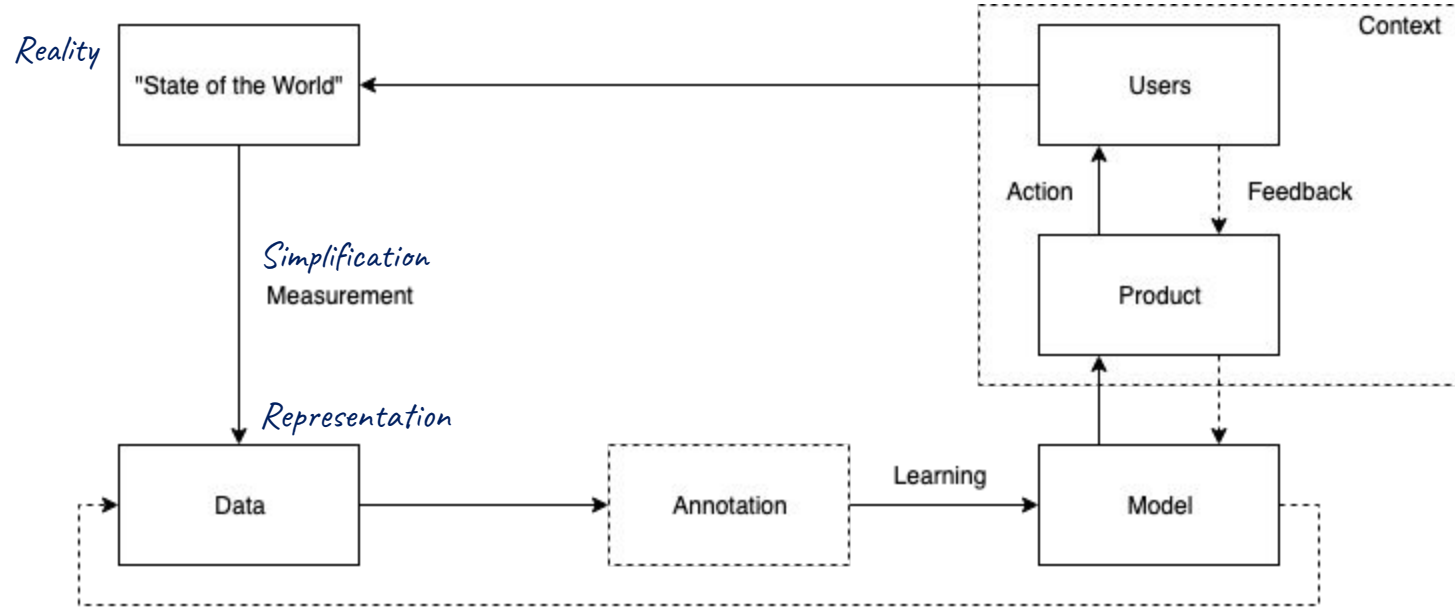 Context
Reality
"State of the World"
Users
Action
Feedback
Simplification
Measurement
Product
Representation
Learning
Data
Annotation
Model